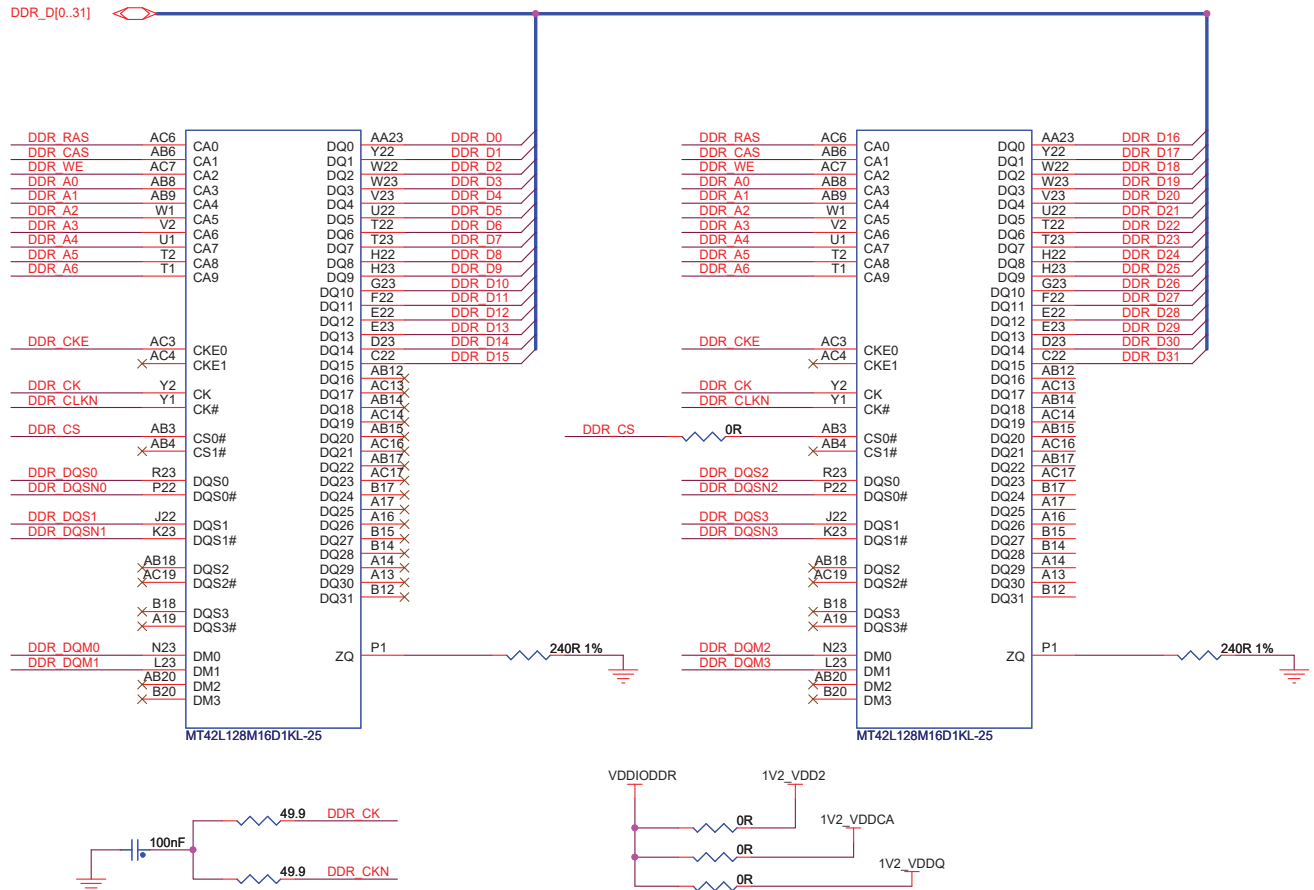 DDR_D[0..31]
DDR_RAS AC6 CA0 DQ0 AA23 DDR_D0
DDR_CAS AB6 CA1 DQ1 Y22 DDR_D1
DDR_WE AC7 CA2 DQ2 W22 DDR_D2
DDR_A0 AB8 CA3 DQ3 W23 DDR_D3
DDR_A1 AB9 CA4 DQ4 V23 DDR_D4
DDR_A2 W1 CA5 DQ5 U22 DDR_D5
DDR_A3 V2 CA6 DQ6 T22 DDR_D6
DDR_A4 U1 CA7 DQ7 T23 DDR_D7
DDR_A5 T2 CA8 DQ8 H22 DDR_D8
DDR_A6 T1 CA9 DQ9 H23 DDR_D9
DQ10 G23 DDR_D10
DQ11 F22 DDR_D11
DQ12 E22 DDR_D12
DQ13 E23 DDR_D13
DDR_CKE AC3 CKE0 DQ14 D23 DDR_D14
AC4 CKE1 DQ15 C22 DDR_D15
DQ16 AB12
DDR_CK Y2 CK DQ17 AC13
DDR_CLKN Y1 CK# DQ18 AB14
DQ19 AC14
DDR_CS AB3 CS0# DQ20 AB15
AB4 CS1# DQ21 AC16
DQ22 AB17
DDR_DQS0 R23 DQS0 DQ23 AC17
DDR_DQSN0 P22 DQS0# DQ24 B17
DQ25 A17
DDR_DQS1 J22 DQS1 DQ26 A16
DDR_DQSN1 K23 DQS1# DQ27 B15
DQ28 B14
AB18 DQS2 DQ29 A14
AC19 DQS2# DQ30 A13
DQ31 B12
B18 DQS3
A19 DQS3#
DDR_DQM0 N23 DM0 ZQ P1 240R 1%
DDR_DQM1 L23 DM1
AB20 DM2
B20 DM3
MT42L128M16D1KL-25
DDR_RAS AC6 CA0 DQ0 AA23 DDR_D16
DDR_CAS AB6 CA1 DQ1 Y22 DDR_D17
DDR_WE AC7 CA2 DQ2 W22 DDR_D18
DDR_A0 AB8 CA3 DQ3 W23 DDR_D19
DDR_A1 AB9 CA4 DQ4 V23 DDR_D20
DDR_A2 W1 CA5 DQ5 U22 DDR_D21
DDR_A3 V2 CA6 DQ6 T22 DDR_D22
DDR_A4 U1 CA7 DQ7 T23 DDR_D23
DDR_A5 T2 CA8 DQ8 H22 DDR_D24
DDR_A6 T1 CA9 DQ9 H23 DDR_D25
DQ10 G23 DDR_D26
DQ11 F22 DDR_D27
DQ12 E22 DDR_D28
DQ13 E23 DDR_D29
DDR_CKE AC3 CKE0 DQ14 D23 DDR_D30
AC4 CKE1 DQ15 C22 DDR_D31
DQ16 AB12
DDR_CK Y2 CK DQ17 AC13
DDR_CLKN Y1 CK# DQ18 AB14
DQ19 AC14
DDR_CS 0R AB3 CS0# DQ20 AB15
AB4 CS1# DQ21 AC16
DQ22 AB17
DDR_DQS2 R23 DQS0 DQ23 AC17
DDR_DQSN2 P22 DQS0# DQ24 B17
DQ25 A17
DDR_DQS3 J22 DQS1 DQ26 A16
DDR_DQSN3 K23 DQS1# DQ27 B15
DQ28 B14
AB18 DQS2 DQ29 A14
AC19 DQS2# DQ30 A13
DQ31 B12
B18 DQS3
A19 DQS3#
DDR_DQM2 N23 DM0 ZQ P1 240R 1%
DDR_DQM3 L23 DM1
AB20 DM2
B20 DM3
MT42L128M16D1KL-25
49.9 DDR_CK
100nF
49.9 DDR_CKN
VDDIODDR 1V2_VDD2
0R 1V2_VDDCA
0R 1V2_VDDQ
0R